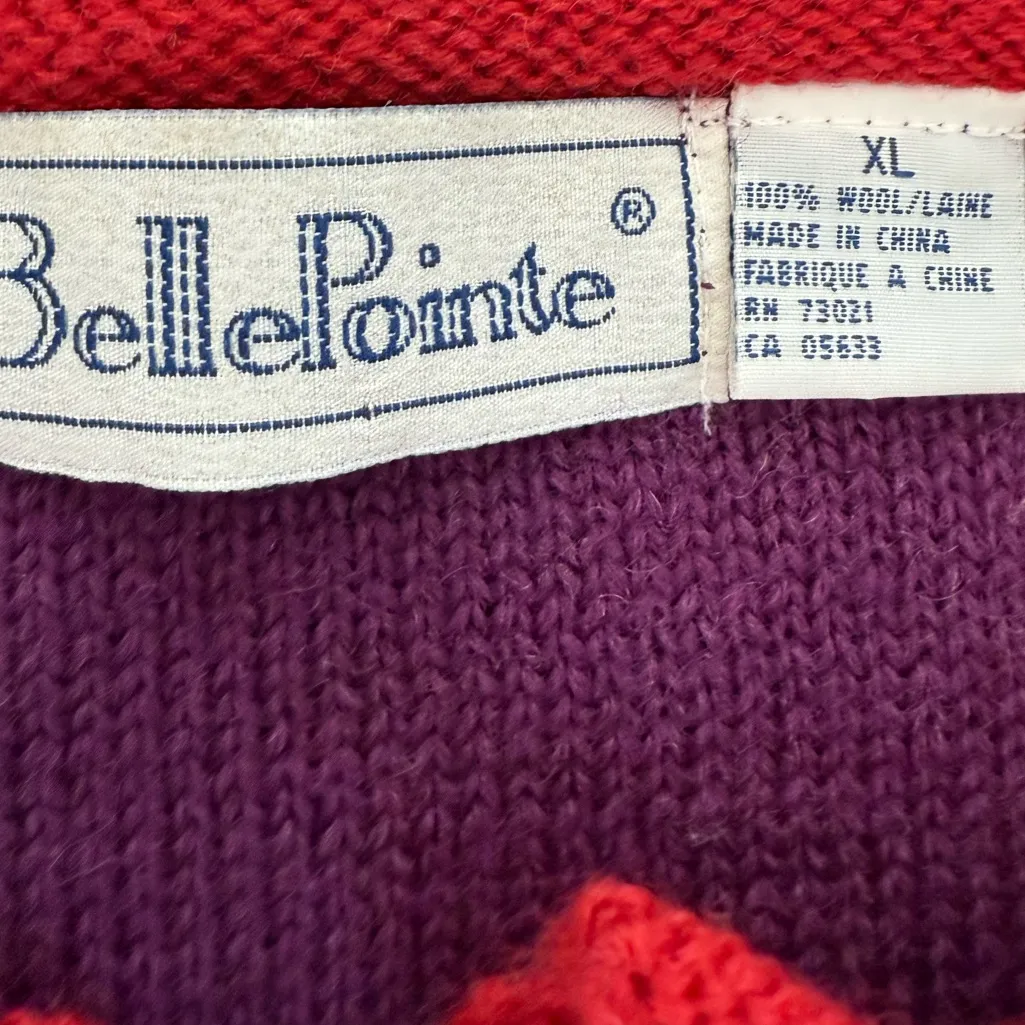 BellePointe ®
XL
100% WOOL/LAINE
MADE IN CHINA
FABRIQUE A CHINE
RN 73021
CA 05633